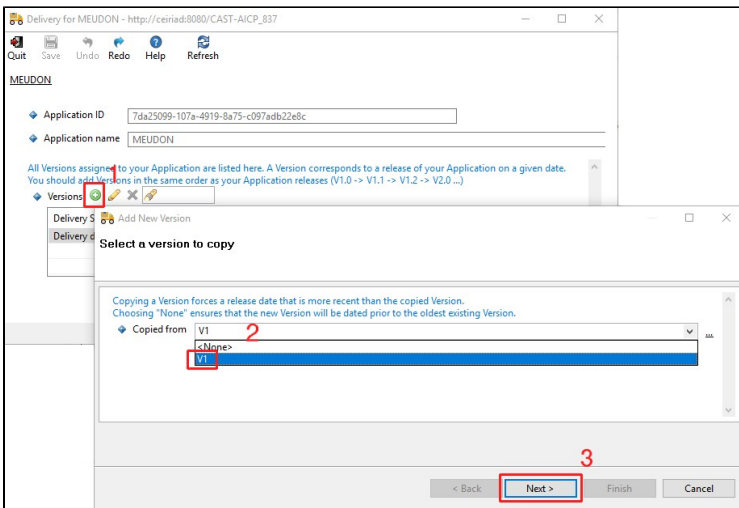 Delivery for MEUDON - http://ceiriad:8080/CAST-AICP_837
Quit Save Undo Redo Help Refresh
MEUDON
Application ID 7da25099-107a-4919-8a75-c097adb22e8c
Application name MEUDON
All Versions assigned to your Application are listed here. A Version corresponds to a release of your Application on a given date.
You should add Versions in the same order as your Application releases (V1.0 -> V1.1 -> V1.2 -> V2.0 ...)
1
Versions
Delivery S
Delivery d
Add New Version
Select a version to copy
Copying a Version forces a release date that is more recent than the copied Version.
Choosing "None" ensures that the new Version will be dated prior to the oldest existing Version.
Copied from V1 2 ...
<None>
V1
3
< Back Next > Finish Cancel